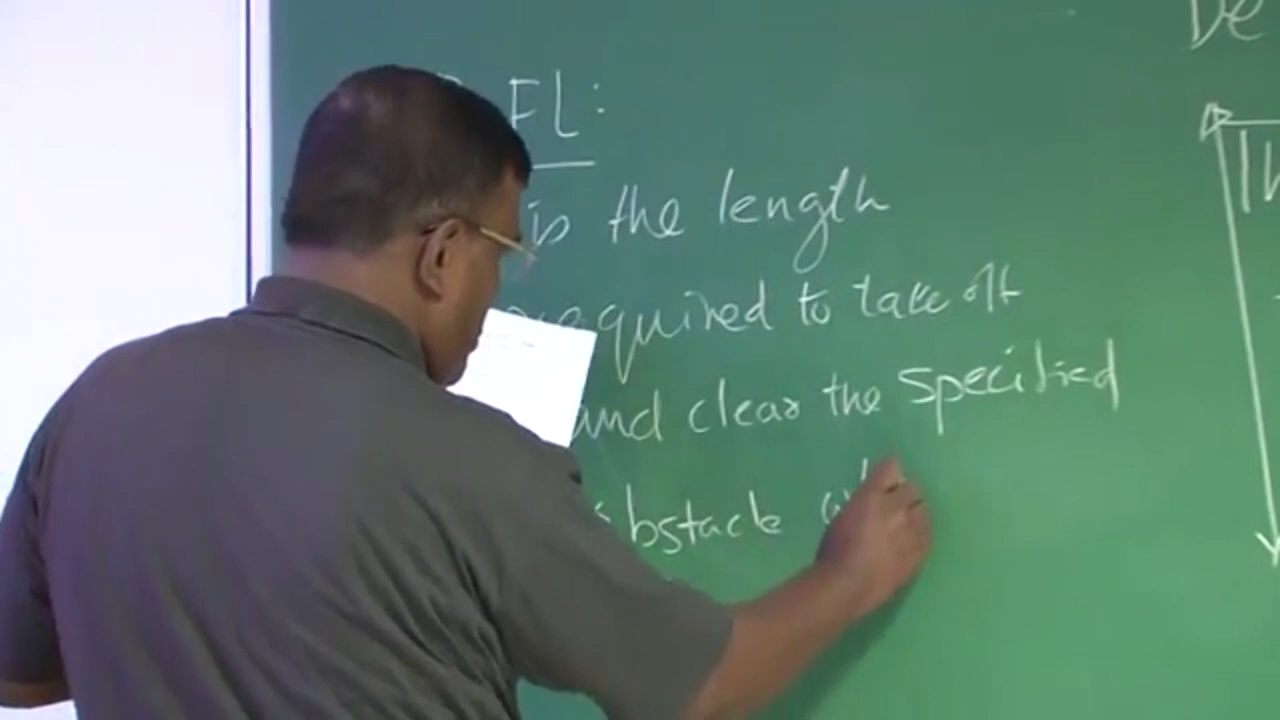 FL:
is the length
required to take off
and clear the specified
obstacle
De